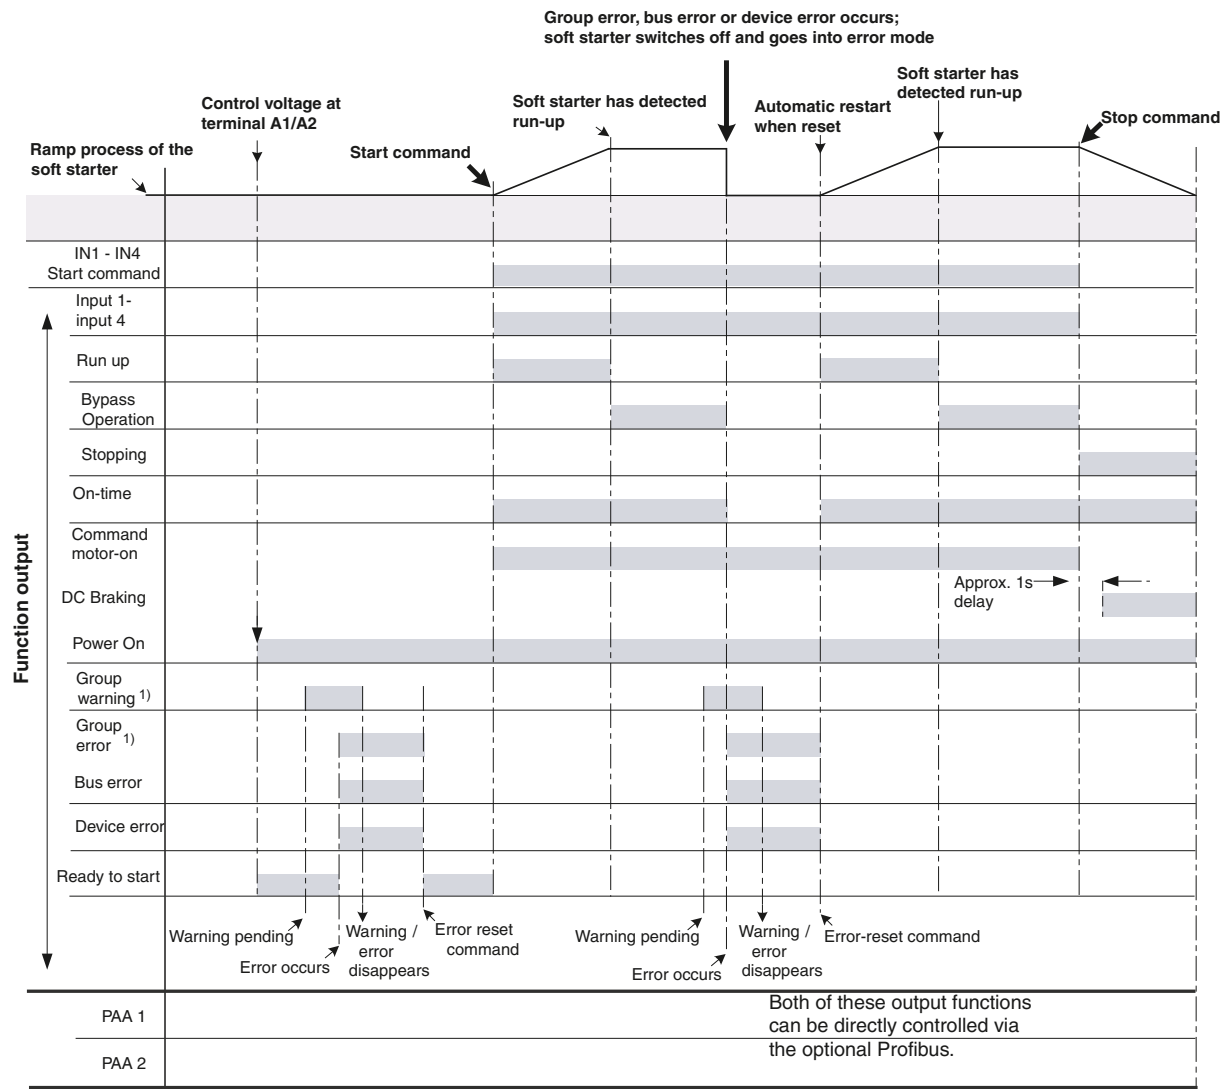 Group error, bus error or device error occurs;
soft starter switches off and goes into error mode
Soft starter has
detected run-up
Control voltage at
terminal A1/A2
Soft starter has detected
run-up
Automatic restart
when reset
Stop command
Ramp process of the
soft starter
Start command
IN1 - IN4
Start command
Input 1-
input 4
Run up
Bypass
Operation
Stopping
On-time
Command
motor-on
Approx. 1s
delay
DC Braking
Power On
Group
warning 1)
Group
error 1)
Bus error
Device error
Ready to start
Function output
Warning pending
Error occurs
Warning /
error
disappears
Error reset
command
Warning pending
Error occurs
Warning /
error
disappears
Error-reset command
PAA 1
PAA 2
Both of these output functions
can be directly controlled via
the optional Profibus.